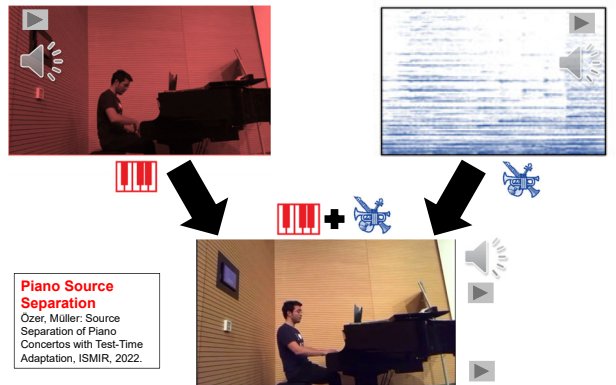 Piano Source
Separation
Özer, Müller: Source
Separation of Piano
Concertos with Test-Time
Adaptation, ISMIR, 2022.